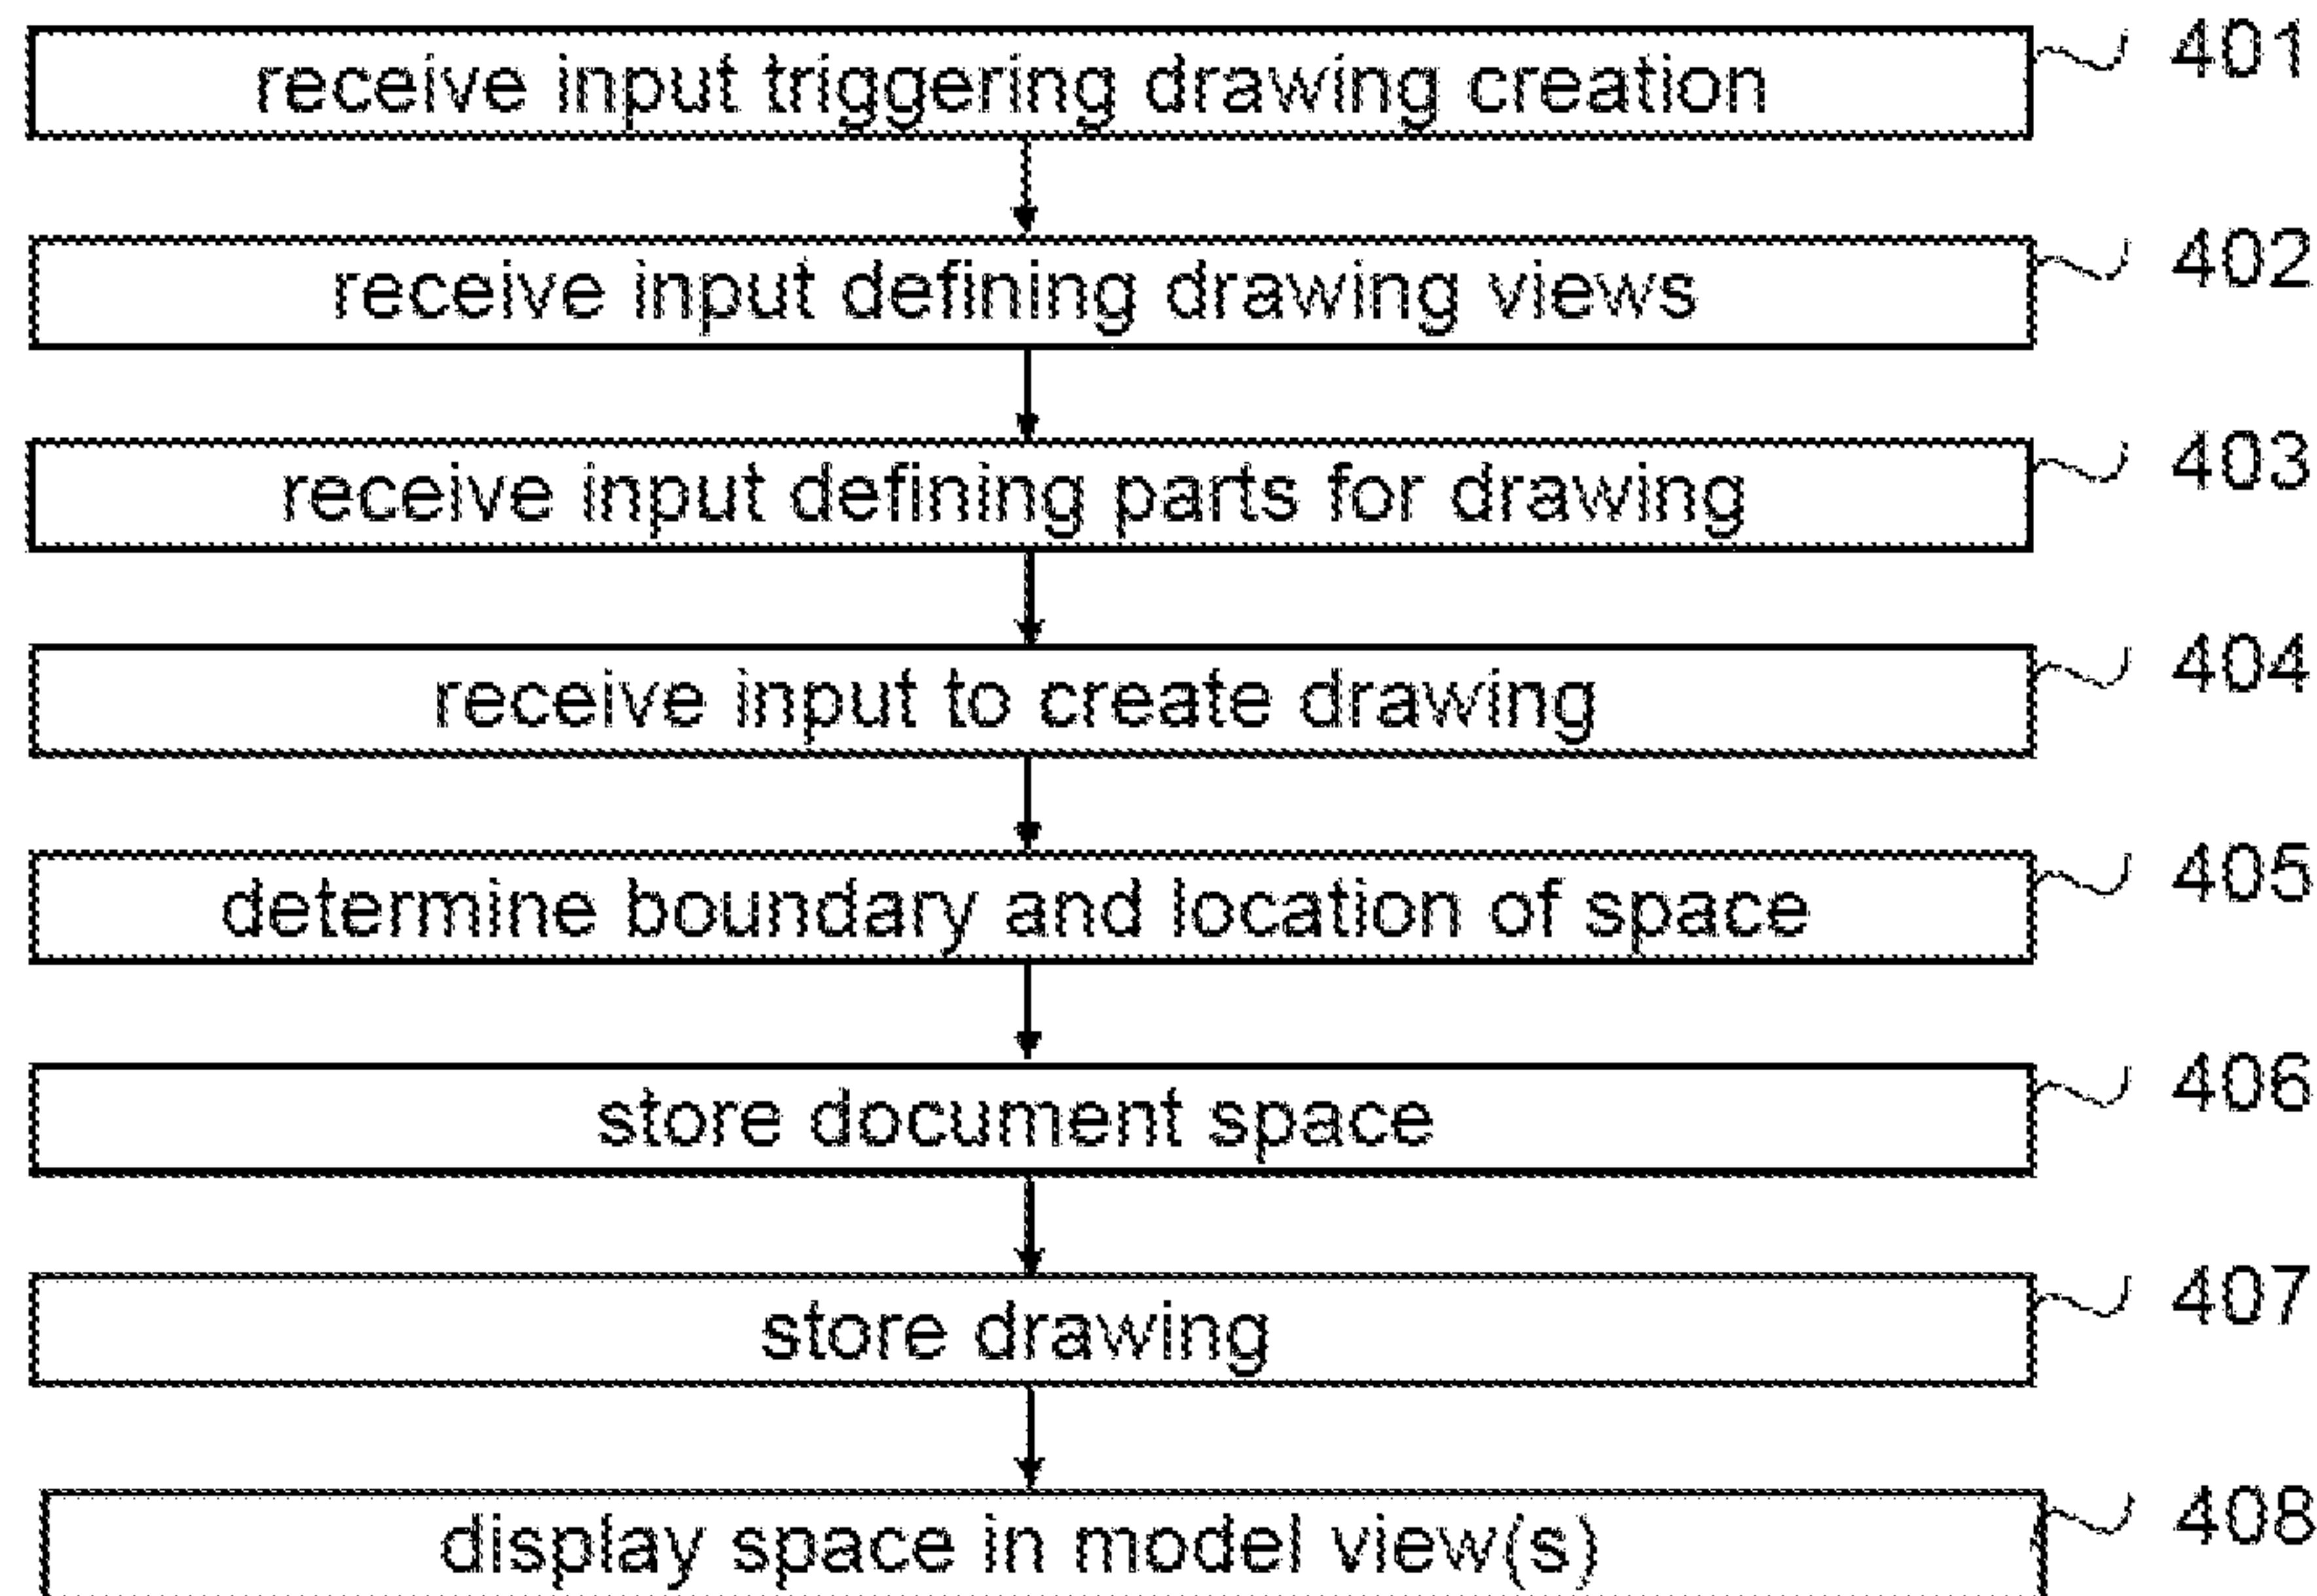 receive input triggering drawing creation 401
receive input defining drawing views 402
receive input defining parts for drawing 403
receive input to create drawing 404
determine boundary and location of space 405
store document space 406
store drawing 407
display space in model view(s) 408